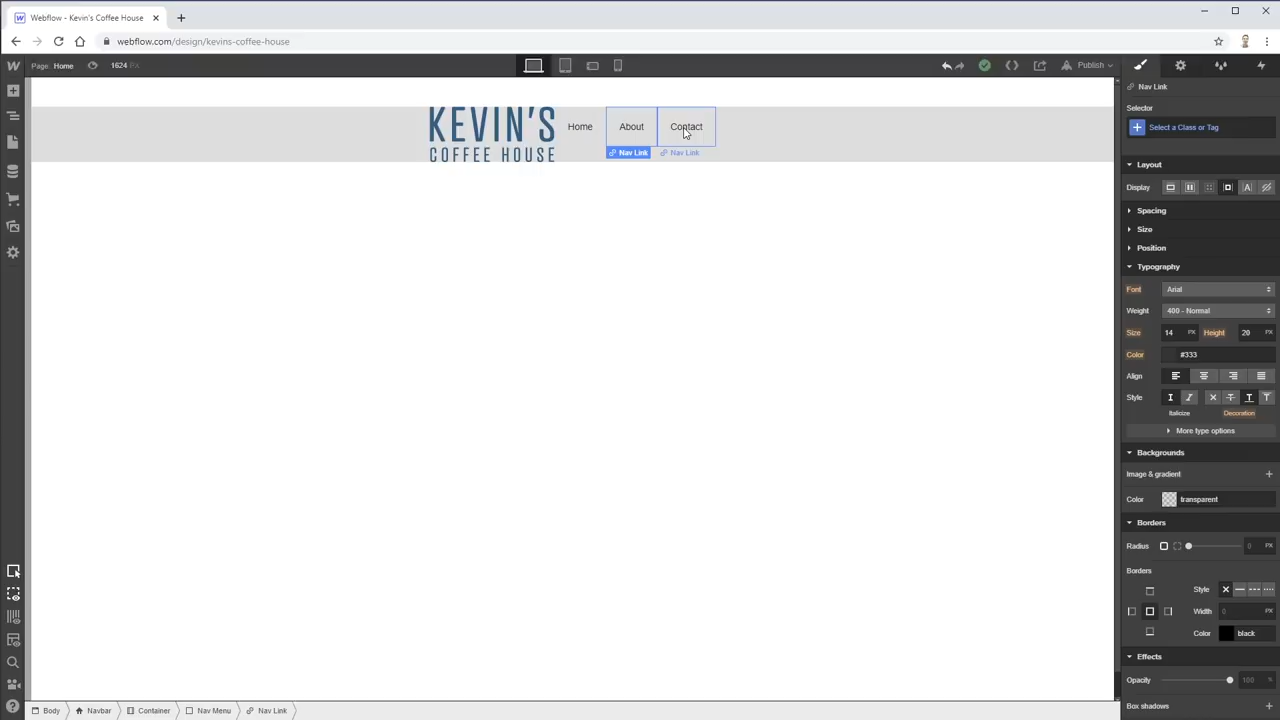 Webflow - Kevin's Coffee House
webflow.com/design/kevins-coffee-house
Page: Home
1624 PX
Publish
Nav Link
Selector
Select a Class or Tag
KEVIN'S
COFFEE HOUSE
Home
About
Contact
Nav Link
Nav Link
Layout
Display
Spacing
Size
Position
Typography
Font
Arial
Weight
400 - Normal
Size
14 PX
Height
20 PX
Color
#333
Align
Style
Italicize
Decoration
More type options
Backgrounds
Image & gradient
Color
transparent
Borders
Radius
0 PX
Borders
Style
Width
0 PX
Color
black
Effects
Opacity
100 %
Box shadows
Body
Navbar
Container
Nav Menu
Nav Link